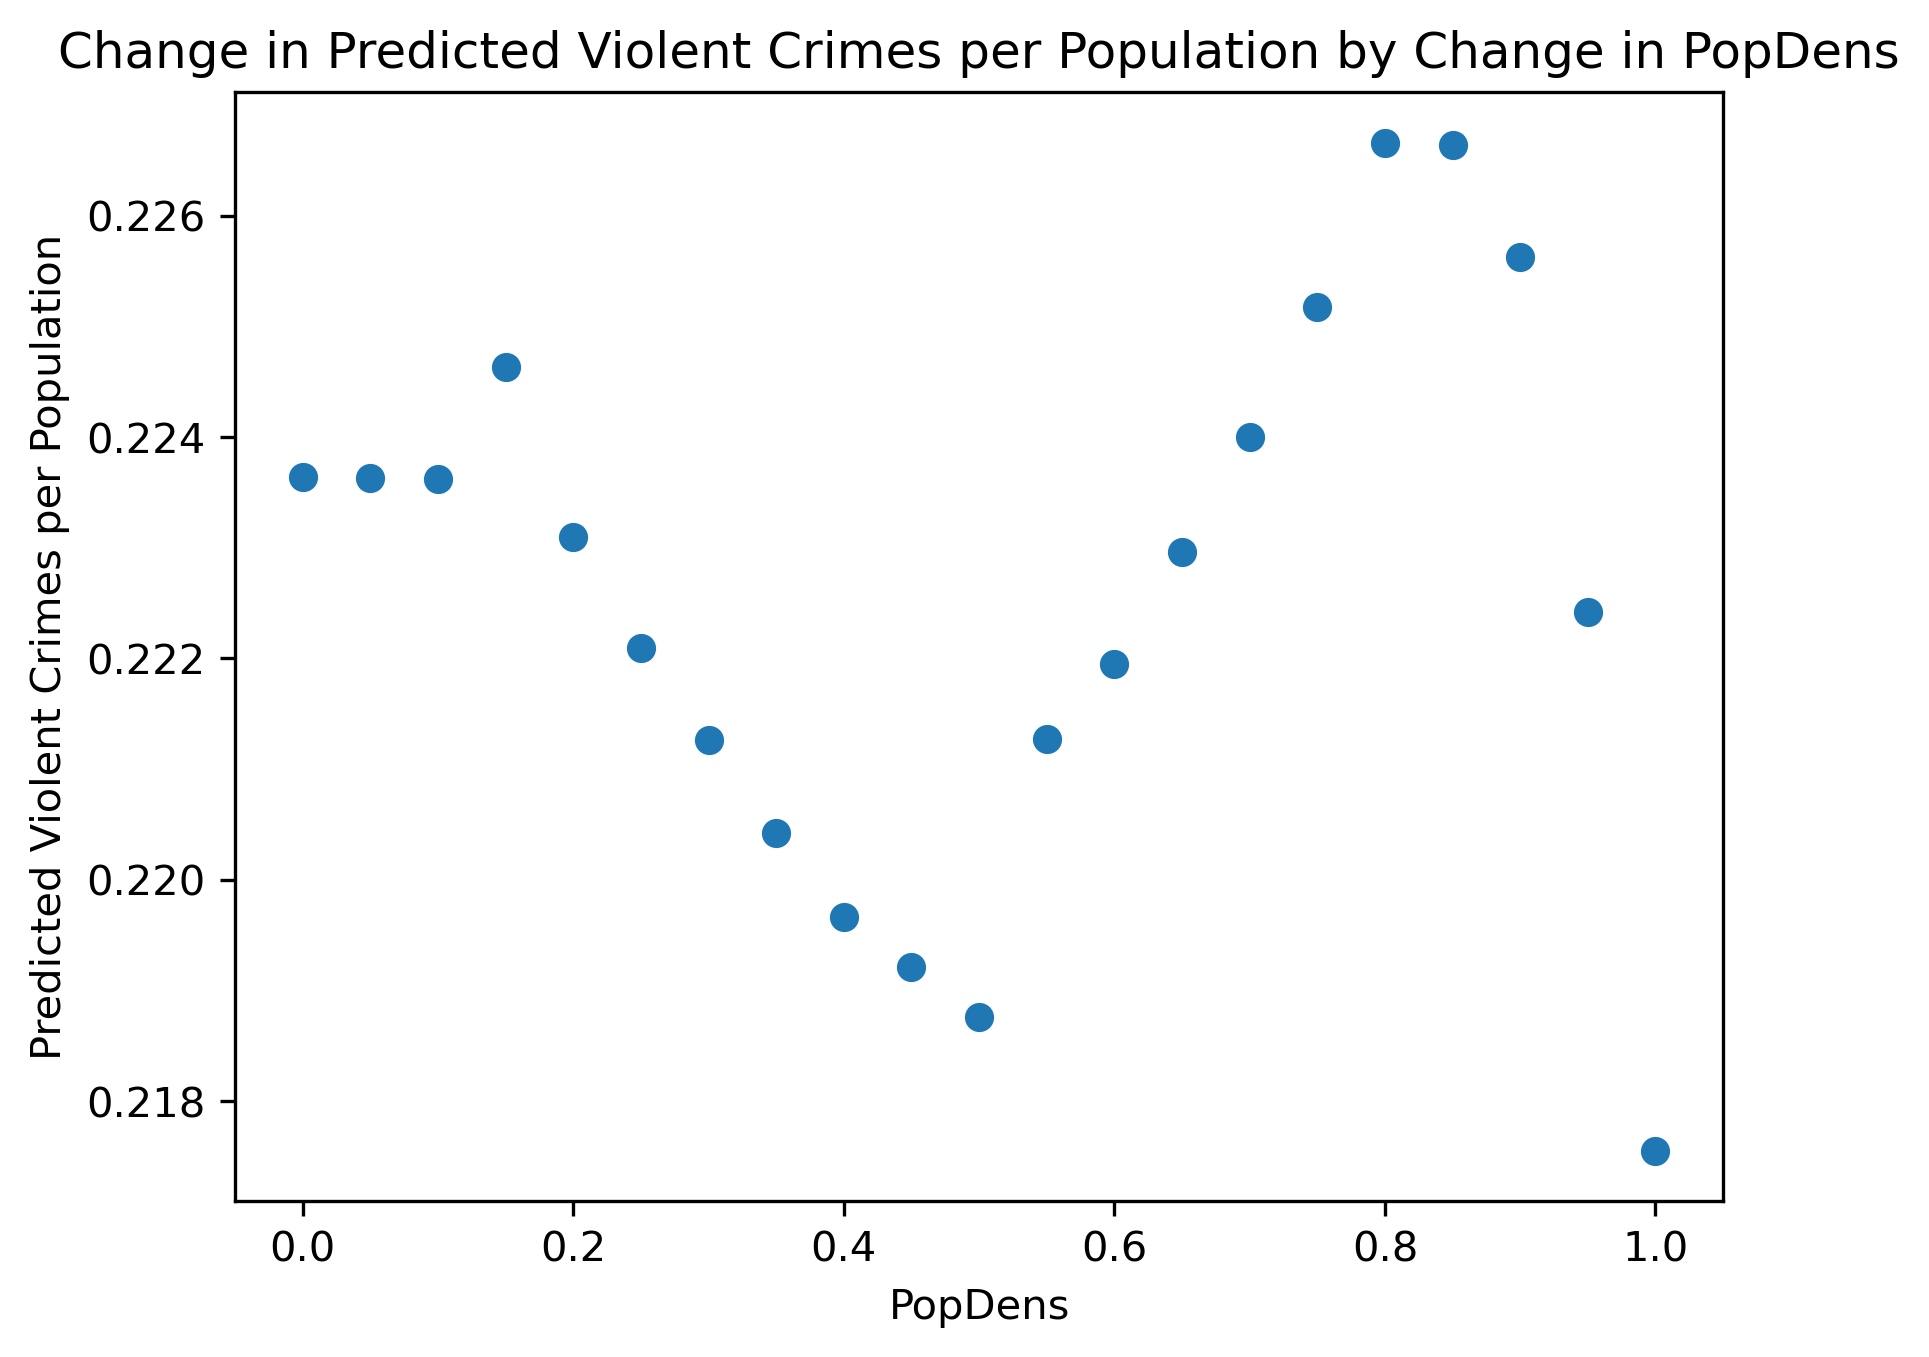 Change in Predicted Violent Crimes per Population by Change in PopDens
Predicted Violent Crimes per Population
0.226
0.224
0.222
0.220
0.218
0.0 0.2 0.4 0.6 0.8 1.0
PopDens